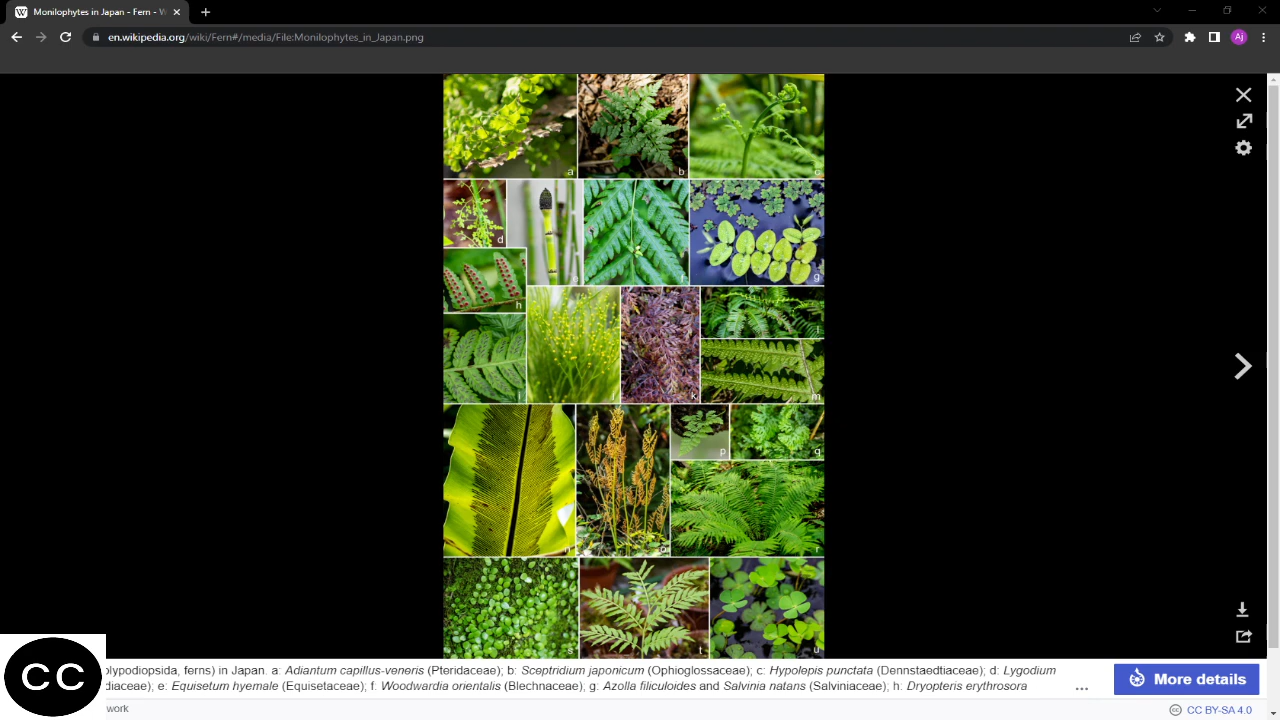 Monilophytes in Japan - Fern - W
en.wikipedia.org/wiki/Fern#/media/File:Monilophytes_in_Japan.png
Aj
a
b
c
d
f
g
h
i
j
k
l
m
n
o
p
q
r
s
t
u
olypodiopsida, ferns) in Japan. a: Adiantum capillus-veneris (Pteridaceae); b: Sceptridium japonicum (Ophioglossaceae); c: Hypolepis punctata (Dennstaedtiaceae); d: Lygodium
diaceae); e: Equisetum hyemale (Equisetaceae); f: Woodwardia orientalis (Blechnaceae); g: Azolla filiculoides and Salvinia natans (Salviniaceae); h: Dryopteris erythrosora
...
More details
CC
work
CC BY-SA 4.0